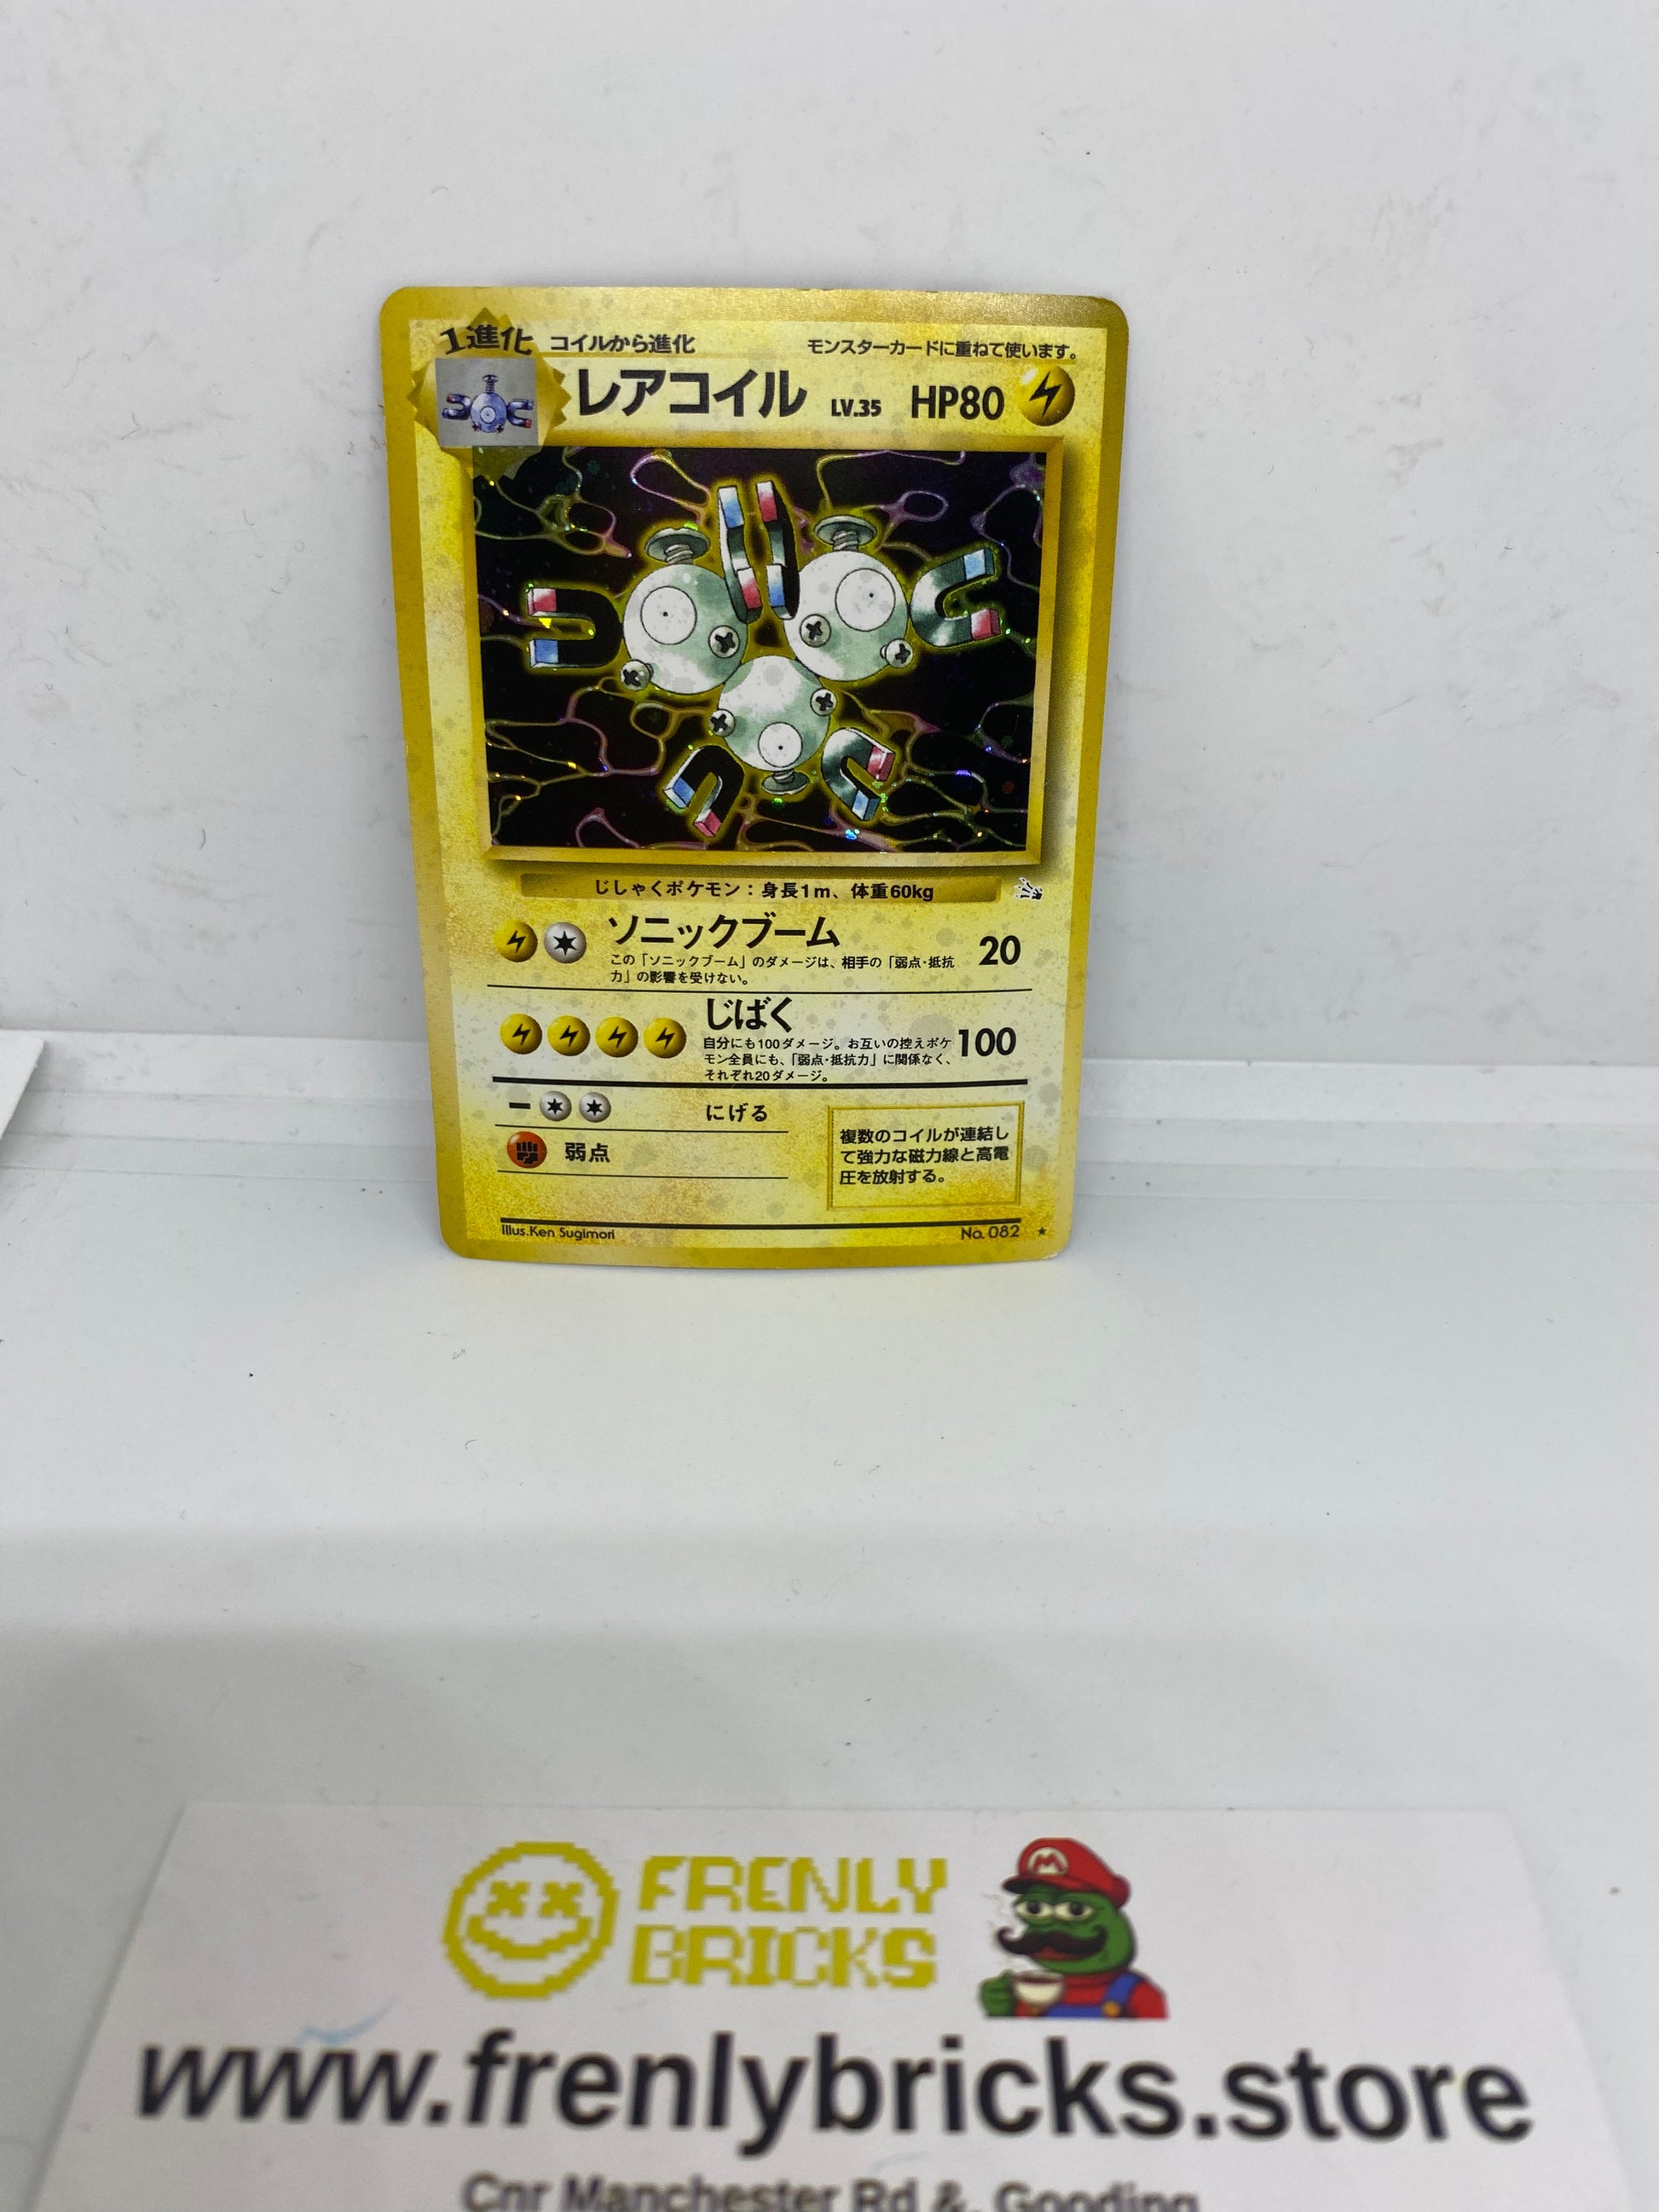 1進化 コイルから進化 モンスターカードに重ねて使います。
レアコイル LV.35 HP80
じしゃくポケモン：身長1m、体重60kg
ソニックブーム 20
この「ソニックブーム」のダメージは、相手の「弱点・抵抗
力」の影響を受けない。
じばく 100
自分にも100ダメージ。お互いの控えポケ
モン全員にも、「弱点・抵抗力」に関係なく、
それぞれ20ダメージ。
にげる
弱点
複数のコイルが連結し
て強力な磁力線と高電
圧を放射する。
Illus.Ken Sugimori No. 082 ★
FRENLY
BRICKS
M
www.frenlybricks.store
Cnr Manchester Rd &. Gooding